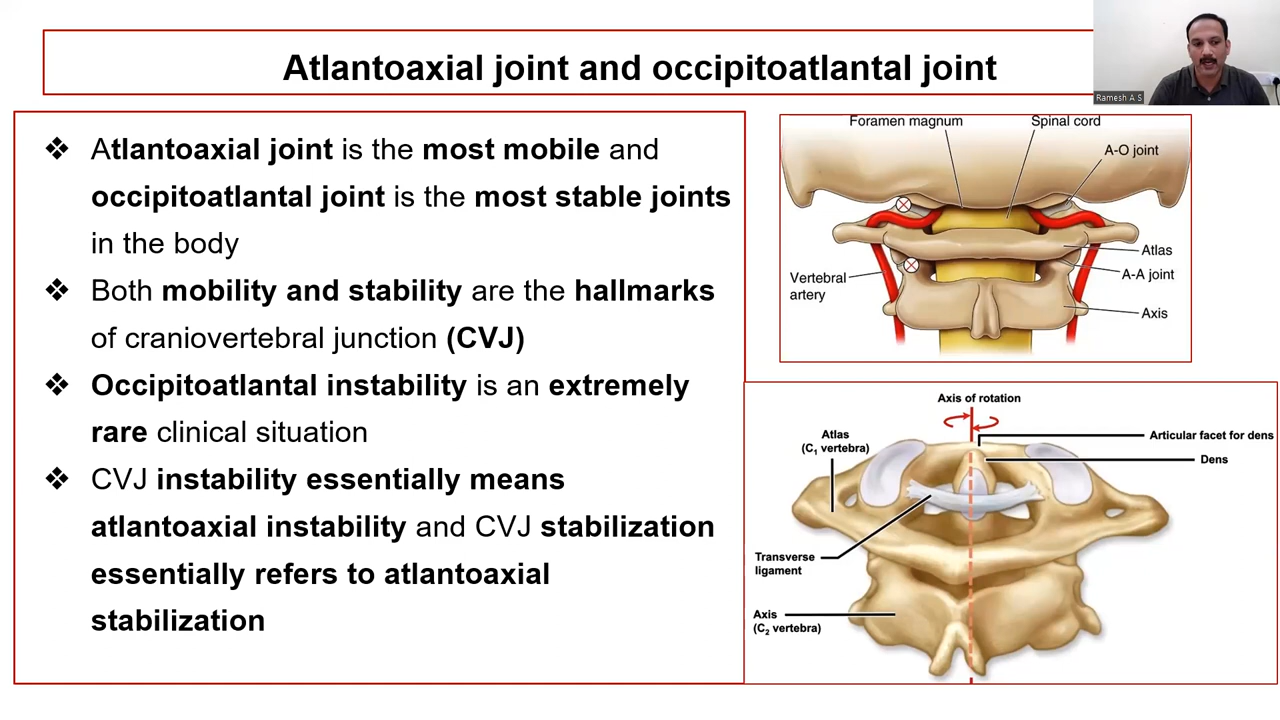 Atlantoaxial joint and occipitoatlantal joint
Ramesh A S
❖ Atlantoaxial joint is the most mobile and
occipitoatlantal joint is the most stable joints
in the body
❖ Both mobility and stability are the hallmarks
of craniovertebral junction (CVJ)
❖ Occipitoatlantal instability is an extremely
rare clinical situation
❖ CVJ instability essentially means
atlantoaxial instability and CVJ stabilization
essentially refers to atlantoaxial
stabilization
Foramen magnum
Spinal cord
A-O joint
Atlas
A-A joint
Vertebral
artery
Axis
Axis of rotation
Atlas
(C₁ vertebra)
Articular facet for dens
Dens
Transverse
ligament
Axis
(C₂ vertebra)